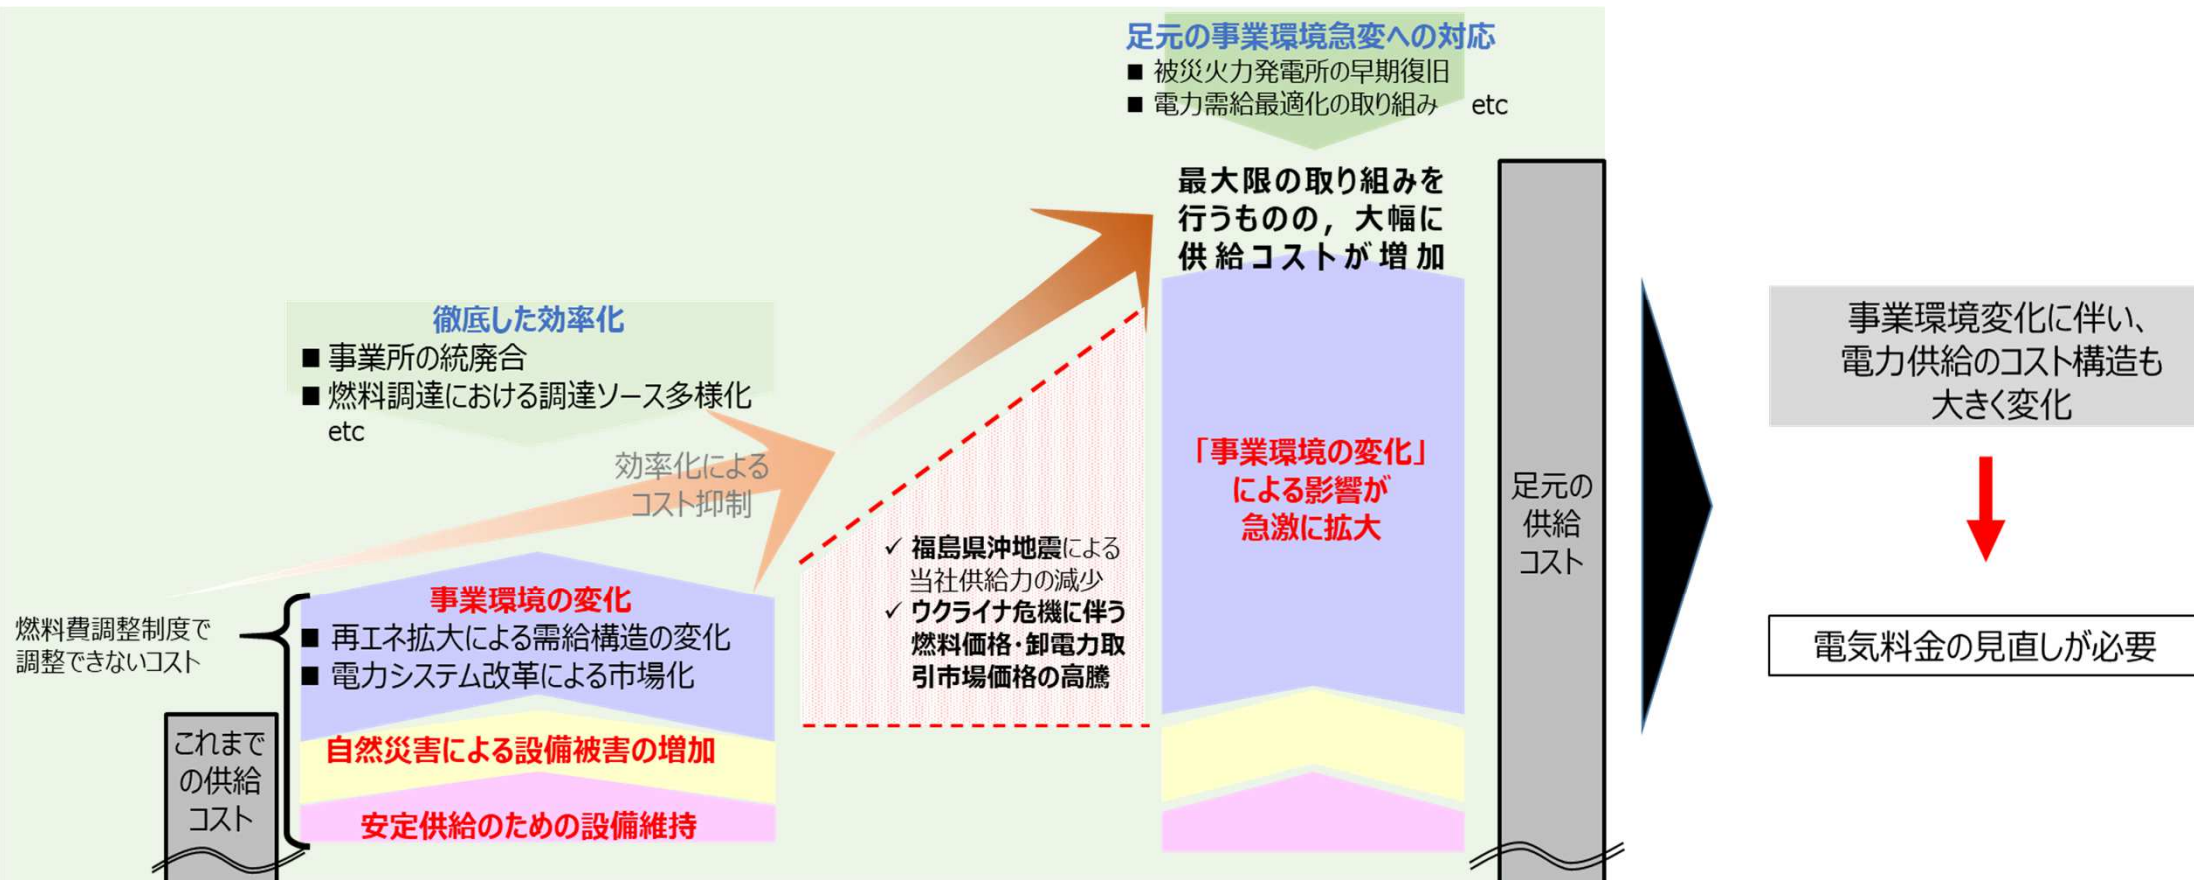 足元の事業環境急変への対応
■ 被災火力発電所の早期復旧
■ 電力需給最適化の取り組み etc
最大限の取り組みを
行うものの，大幅に
供給コストが増加
徹底した効率化
■ 事業所の統廃合
■ 燃料調達における調達ソース多様化
etc
効率化による
コスト抑制
燃料費調整制度で
調整できないコスト
事業環境の変化
■ 再エネ拡大による需給構造の変化
■ 電力システム改革による市場化
自然災害による設備被害の増加
安定供給のための設備維持
これまで
の供給
コスト
✓ 福島県沖地震による
当社供給力の減少
✓ ウクライナ危機に伴う
燃料価格・卸電力取
引市場価格の高騰
「事業環境の変化」
による影響が
急激に拡大
足元の
供給
コスト
事業環境変化に伴い、
電力供給のコスト構造も
大きく変化
電気料金の見直しが必要